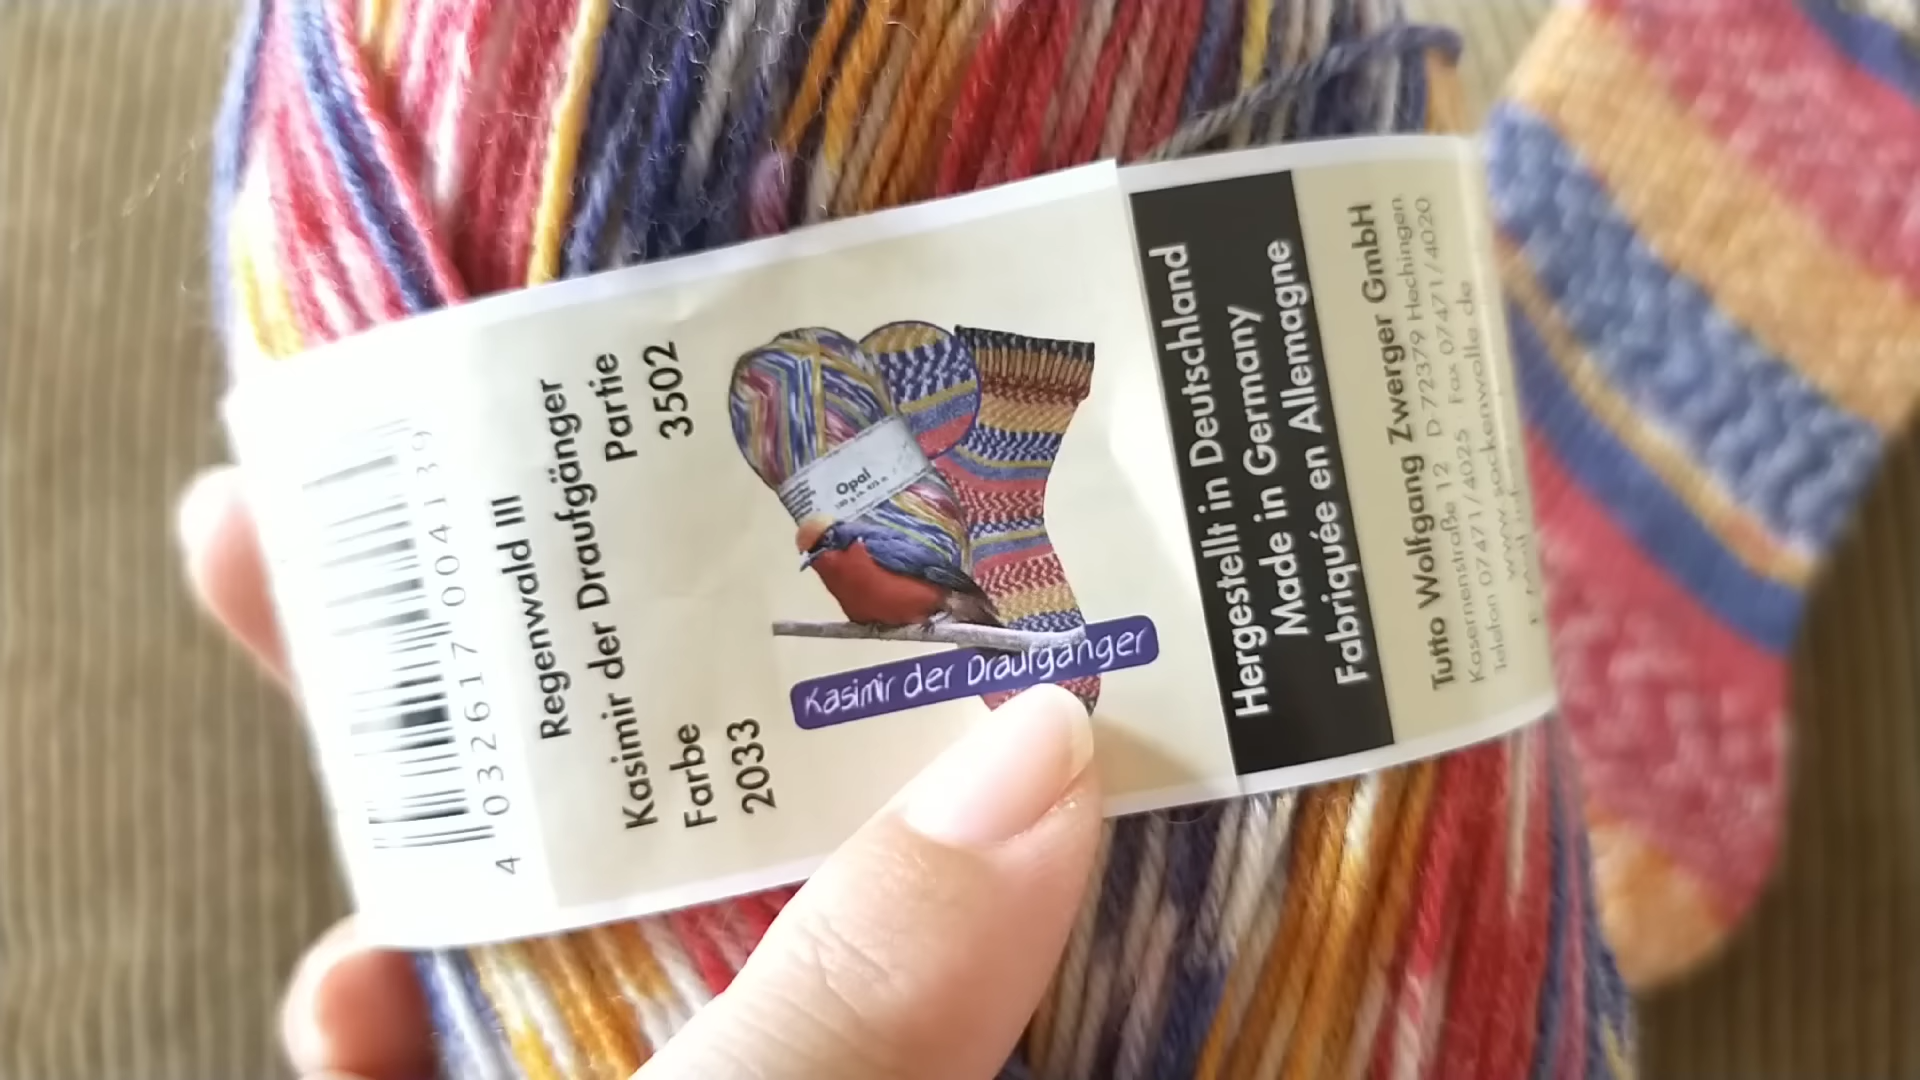 4 032617 004139
Regenwald III
Kasimir der Draufgänger
Farbe Partie
2033 3502
Opal
Kasimir der Draufgänger
Hergestellt in Deutschland
Made in Germany
Fabriquée en Allemagne
Tutto Wolfgang Zwerger GmbH
Kasernenstraße 12 D-72379 Hechingen
Telefon 07471/4025 Fax 07471/4020
www.sockenwolle.de